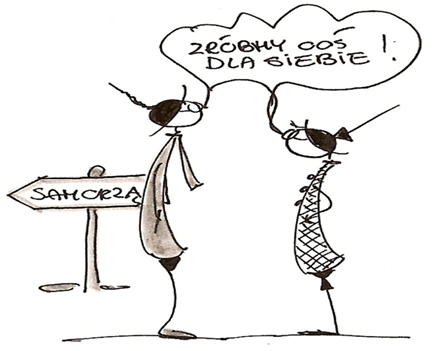 ZRÓBMY COŚ
DLA SIEBIE !
SAMORZĄ